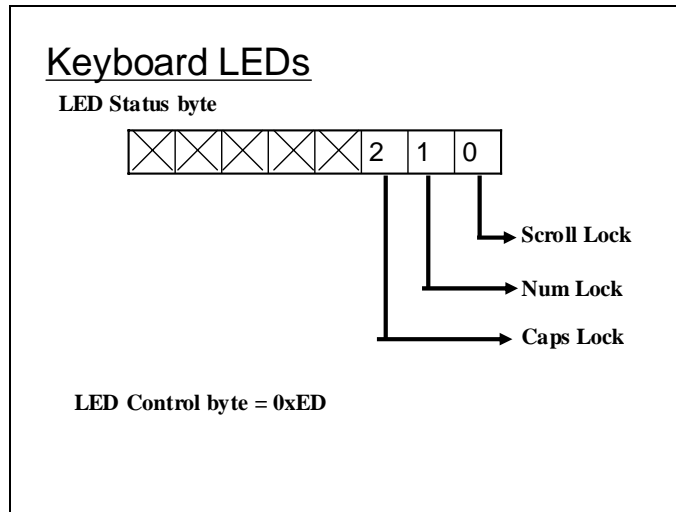 Keyboard LEDs
LED Status byte
2 1 0
Scroll Lock
Num Lock
Caps Lock
LED Control byte = 0xED